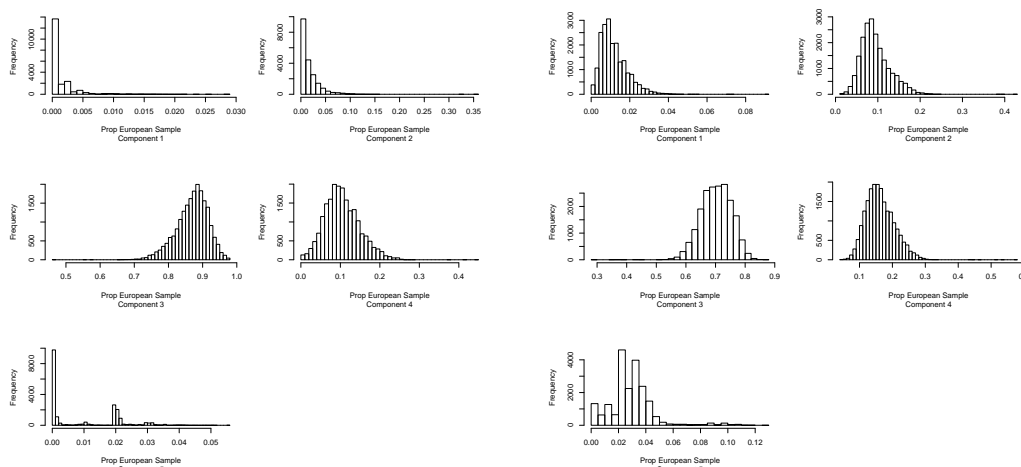 Frequency
0 4000 10000
0.000 0.005 0.010 0.015 0.020 0.025 0.030
Prop European Sample
Component 1
Frequency
0 4000 8000
0.00 0.05 0.10 0.15 0.20 0.25 0.30 0.35
Prop European Sample
Component 2
Frequency
0 1000 2000 3000
0.00 0.02 0.04 0.06 0.08
Prop European Sample
Component 1
Frequency
0 1000 2000 3000
0.0 0.1 0.2 0.3 0.4
Prop European Sample
Component 2
Frequency
0 500 1500
0.5 0.6 0.7 0.8 0.9 1.0
Prop European Sample
Component 3
Frequency
0 500 1500
0.0 0.1 0.2 0.3 0.4
Prop European Sample
Component 4
Frequency
0 1000 2000
0.3 0.4 0.5 0.6 0.7 0.8 0.9
Prop European Sample
Component 3
Frequency
0 500 1500
0.1 0.2 0.3 0.4 0.5
Prop European Sample
Component 4
Frequency
0 4000 8000
0.00 0.01 0.02 0.03 0.04 0.05
Prop European Sample
Frequency
0 2000 4000
0.00 0.02 0.04 0.06 0.08 0.10 0.12
Prop European Sample